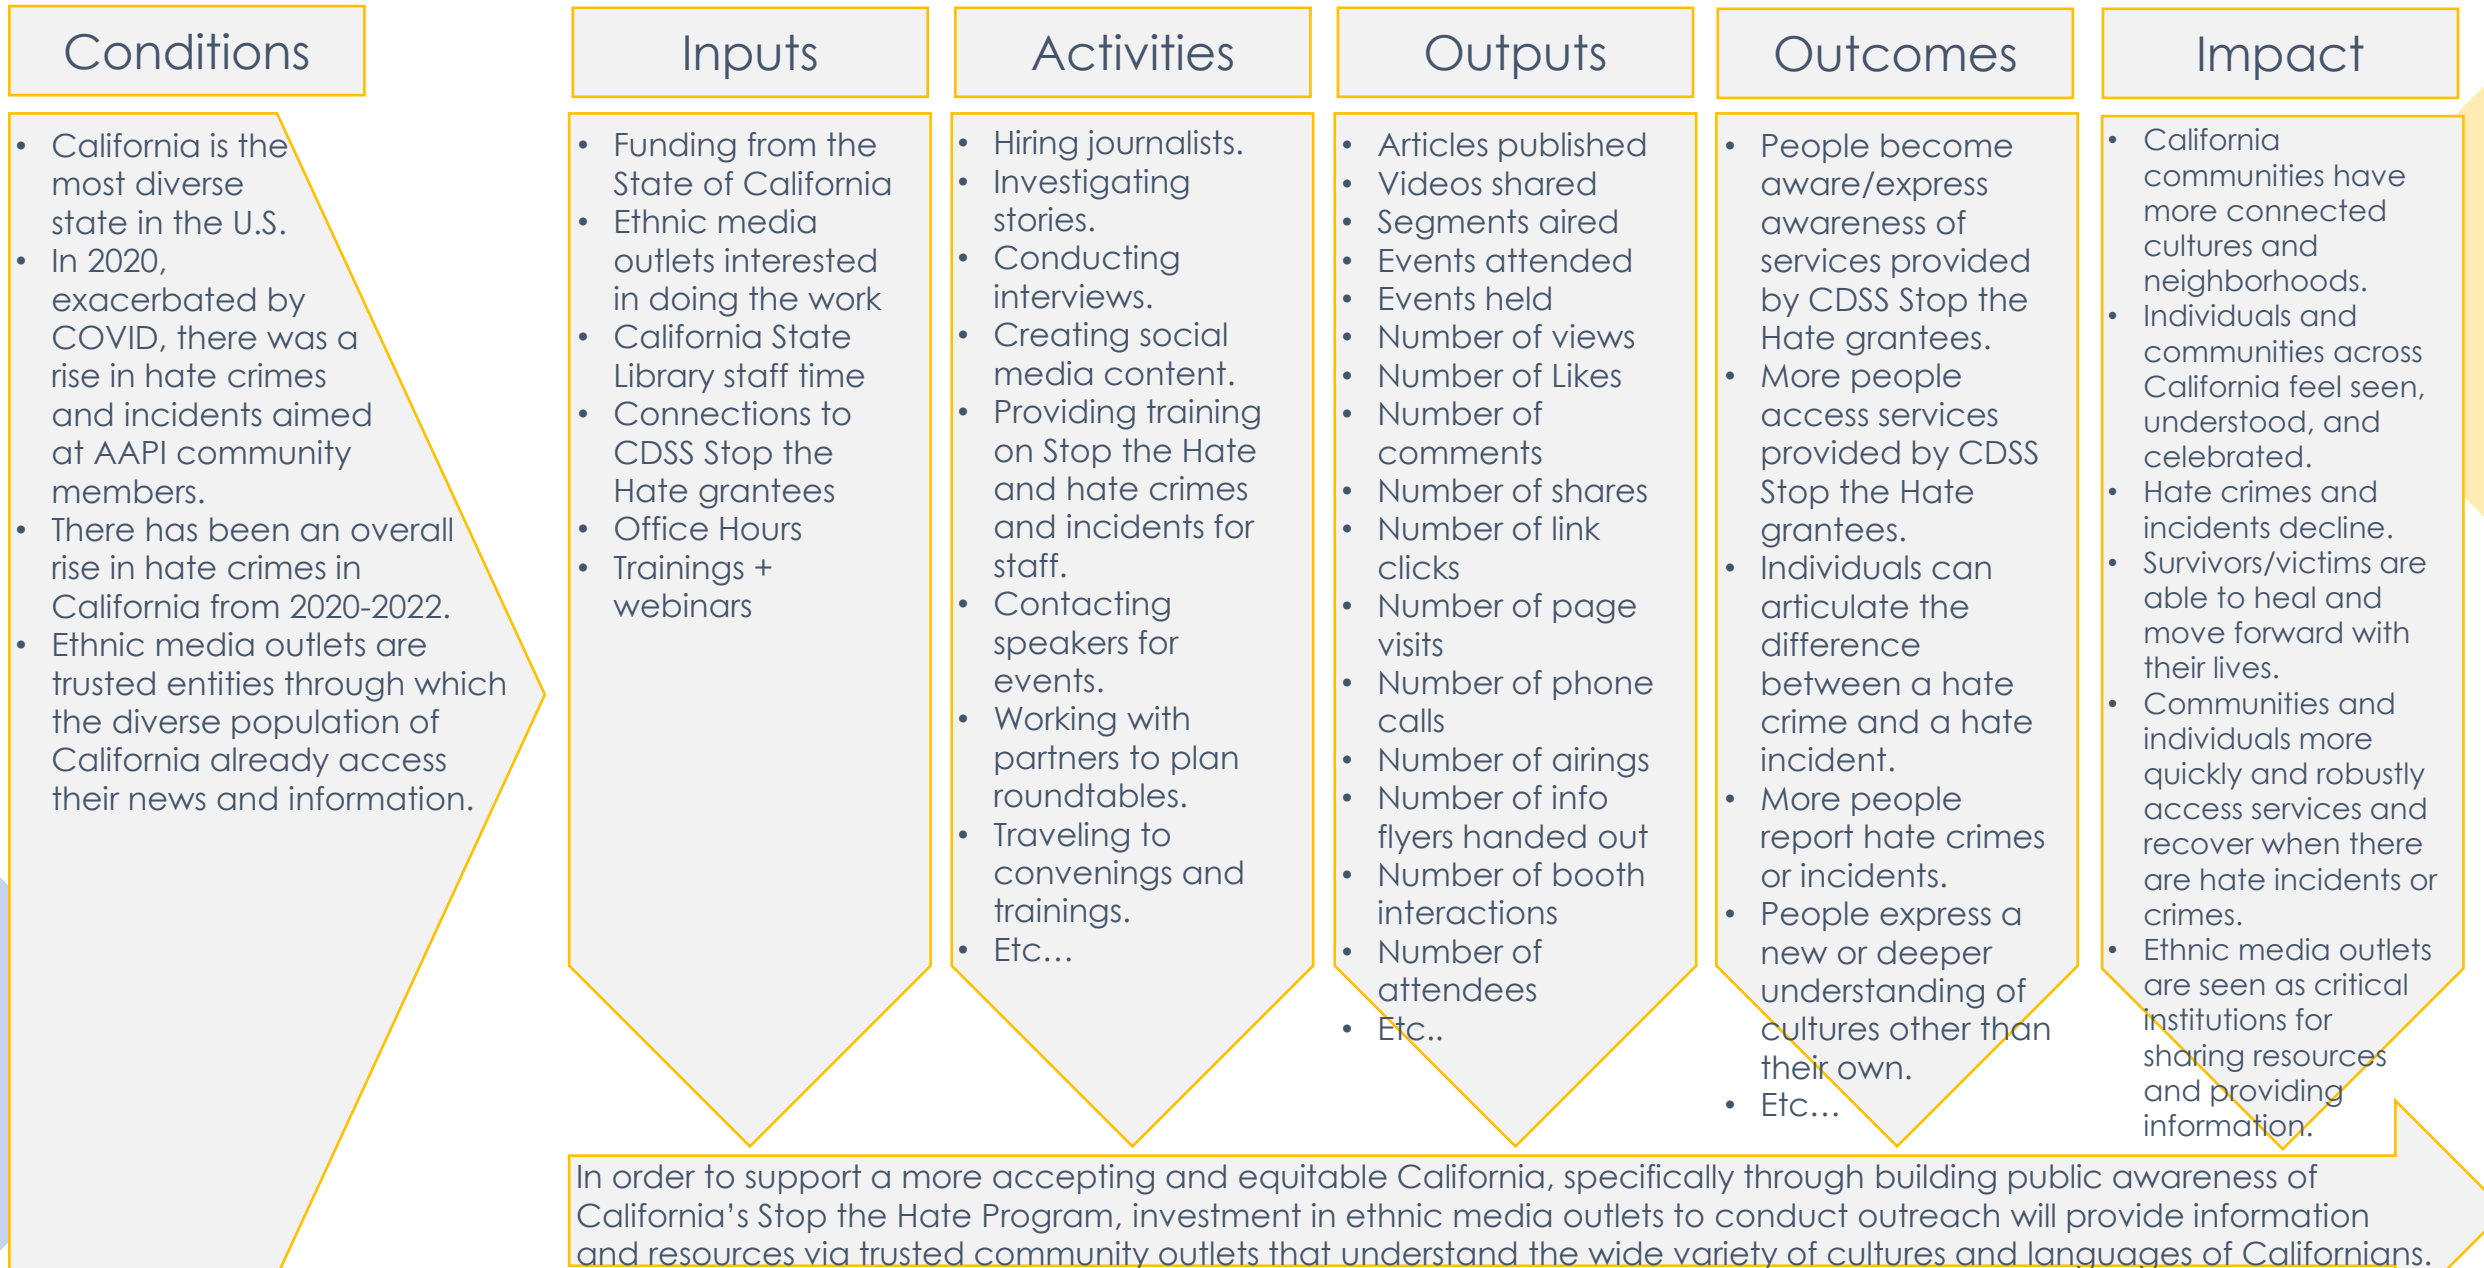 Conditions
• California is the
most diverse
state in the U.S.
• In 2020,
exacerbated by
COVID, there was a
rise in hate crimes
and incidents aimed
at AAPI community
members.
• There has been an overall
rise in hate crimes in
California from 2020-2022.
• Ethnic media outlets are
trusted entities through which
the diverse population of
California already access
their news and information.
Inputs
• Funding from the
State of California
• Ethnic media
outlets interested
in doing the work
• California State
Library staff time
• Connections to
CDSS Stop the
Hate grantees
• Office Hours
• Trainings +
webinars
Activities
• Hiring journalists.
• Investigating
stories.
• Conducting
interviews.
• Creating social
media content.
• Providing training
on Stop the Hate
and hate crimes
and incidents for
staff.
• Contacting
speakers for
events.
• Working with
partners to plan
roundtables.
• Traveling to
convenings and
trainings.
• Etc…
Outputs
• Articles published
• Videos shared
• Segments aired
• Events attended
• Events held
• Number of views
• Number of Likes
• Number of
comments
• Number of shares
• Number of link
clicks
• Number of page
visits
• Number of phone
calls
• Number of airings
• Number of info
flyers handed out
• Number of booth
interactions
• Number of
attendees
• Etc..
Outcomes
• People become
aware/express
awareness of
services provided
by CDSS Stop the
Hate grantees.
• More people
access services
provided by CDSS
Stop the Hate
grantees.
• Individuals can
articulate the
difference
between a hate
crime and a hate
incident.
• More people
report hate crimes
or incidents.
• People express a
new or deeper
understanding of
cultures other than
their own.
• Etc…
Impact
• California
communities have
more connected
cultures and
neighborhoods.
• Individuals and
communities across
California feel seen,
understood, and
celebrated.
• Hate crimes and
incidents decline.
• Survivors/victims are
able to heal and
move forward with
their lives.
• Communities and
individuals more
quickly and robustly
access services and
recover when there
are hate incidents or
crimes.
• Ethnic media outlets
are seen as critical
institutions for
sharing resources
and providing
information.
In order to support a more accepting and equitable California, specifically through building public awareness of
California’s Stop the Hate Program, investment in ethnic media outlets to conduct outreach will provide information
and resources via trusted community outlets that understand the wide variety of cultures and languages of Californians.